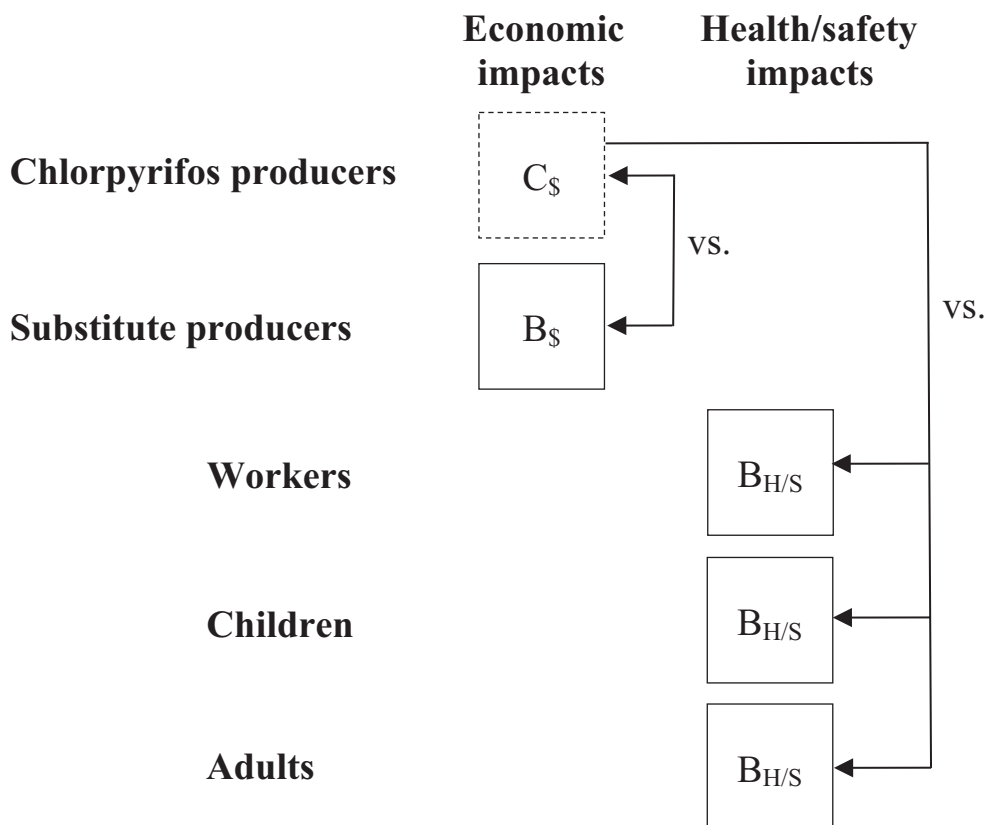 Economic impacts
Health/safety impacts
Chlorpyrifos producers
C$
vs.
Substitute producers
B$
vs.
Workers
BH/S
Children
BH/S
Adults
BH/S